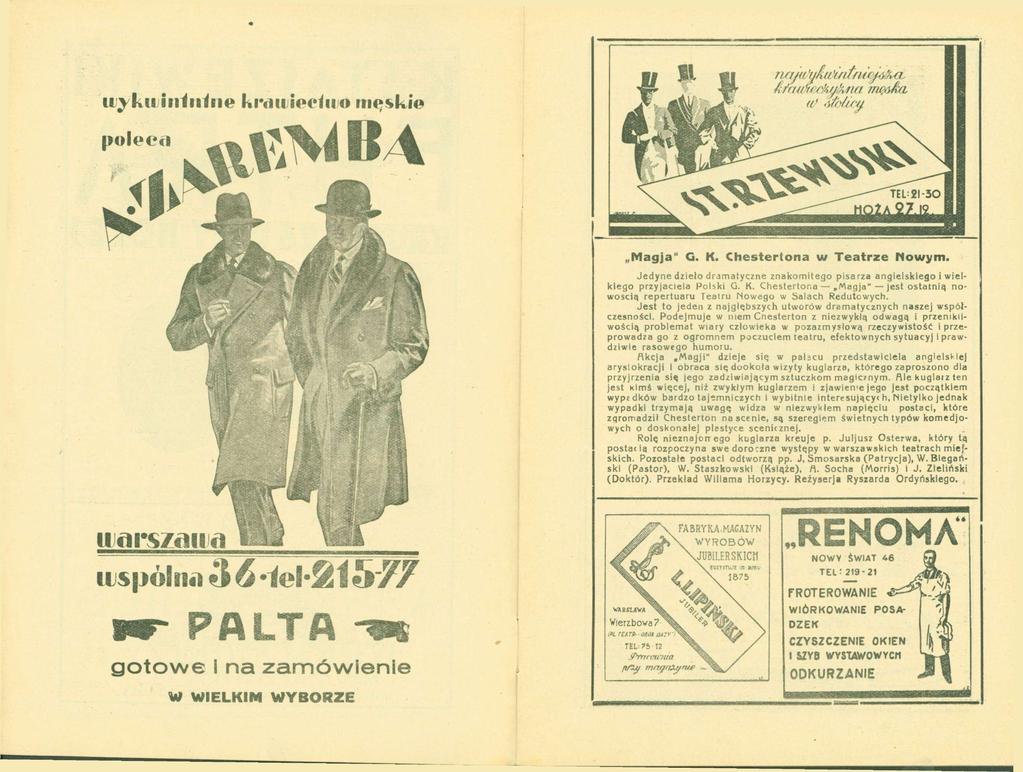 wykwintntne krawiectwo męskie
poleca
A. ZAREMBA
warszawa
wspólna 36 • tel • 215-77
PALTA
gotowe i na zamówienie
W WIELKIM WYBORZE
najwykwintniejsza
krawiecczyzna męska
w stolicy
ST. RZEWUSKI
TEL: 21-30
HOŻA 27. m. 12.
„Magja" G. K. Chestertona w Teatrze Nowym.
Jedyne dzieło dramatyczne znakomitego pisarza angielskiego i wiel-
kiego przyjaciela Polski G. K. Chestertona — „Magja" — jest ostatnią no-
wością repertuaru Teatru Nowego w Salach Redutowych.
Jest to jeden z najgłębszych utworów dramatycznych naszej współ-
czesności. Podejmuje w niem Chesterton z niezwykłą odwagą i przenikli-
wością problemat wiary człowieka w pozazmysłową rzeczywistość i prze-
prowadza go z ogromnem poczuciem teatru, efektownych sytuacyj i praw-
dziwie rasowego humoru.
Akcja „Magji" dzieje się w pałacu przedstawiciela angielskiej
arystokracji i obraca się dookoła wizyty kuglarza, którego zaproszono dla
przyjrzenia się jego zadziwiającym sztuczkom magicznym. Ale kuglarz ten
jest kimś więcej, niż zwykłym kuglarzem i zjawienie jego jest początkiem
wypadków bardzo tajemniczych i wybitnie interesujących. Nietylko jednak
wypadki trzymają uwagę widza w niezwykłem napięciu postaci, które
zgromadził Chesterton na scenie, są szeregiem świetnych typów komedjo-
wych o doskonałej plastyce scenicznej.
Rolę nieznajomego kuglarza kreuje p. Juljusz Osterwa, który tą
postacią rozpoczyna swe doroczne występy w warszawskich teatrach miej-
skich. Pozostałe postaci odtworzą pp. J. Smosarska (Patrycja), W. Biegań-
ski (Pastor), W. Staszkowski (Książe), A. Socha (Morris) i J. Zieliński
(Doktór). Przekład Wiliama Horzycy. Reżyserja Ryszarda Ordyńskiego.
FABRYKA. MAGAZYN
WYROBÓW
JUBILERSKICH
EGZYSTUJE OD ROKU
1875
L. LIPIŃSKI
JUBILER
WARSZAWA
Wierzbowa 7
(PL. TEATR-
TEL: 75-12
Pracownia
przy magazynie
„RENOMA"
NOWY ŚWIAT 46
TEL: 219-21
FROTEROWANIE
WIÓRKOWANIE POSA-
DZEK
CZYSZCZENIE OKIEN
I SZYB WYSTAWOWYCH
ODKURZANIE